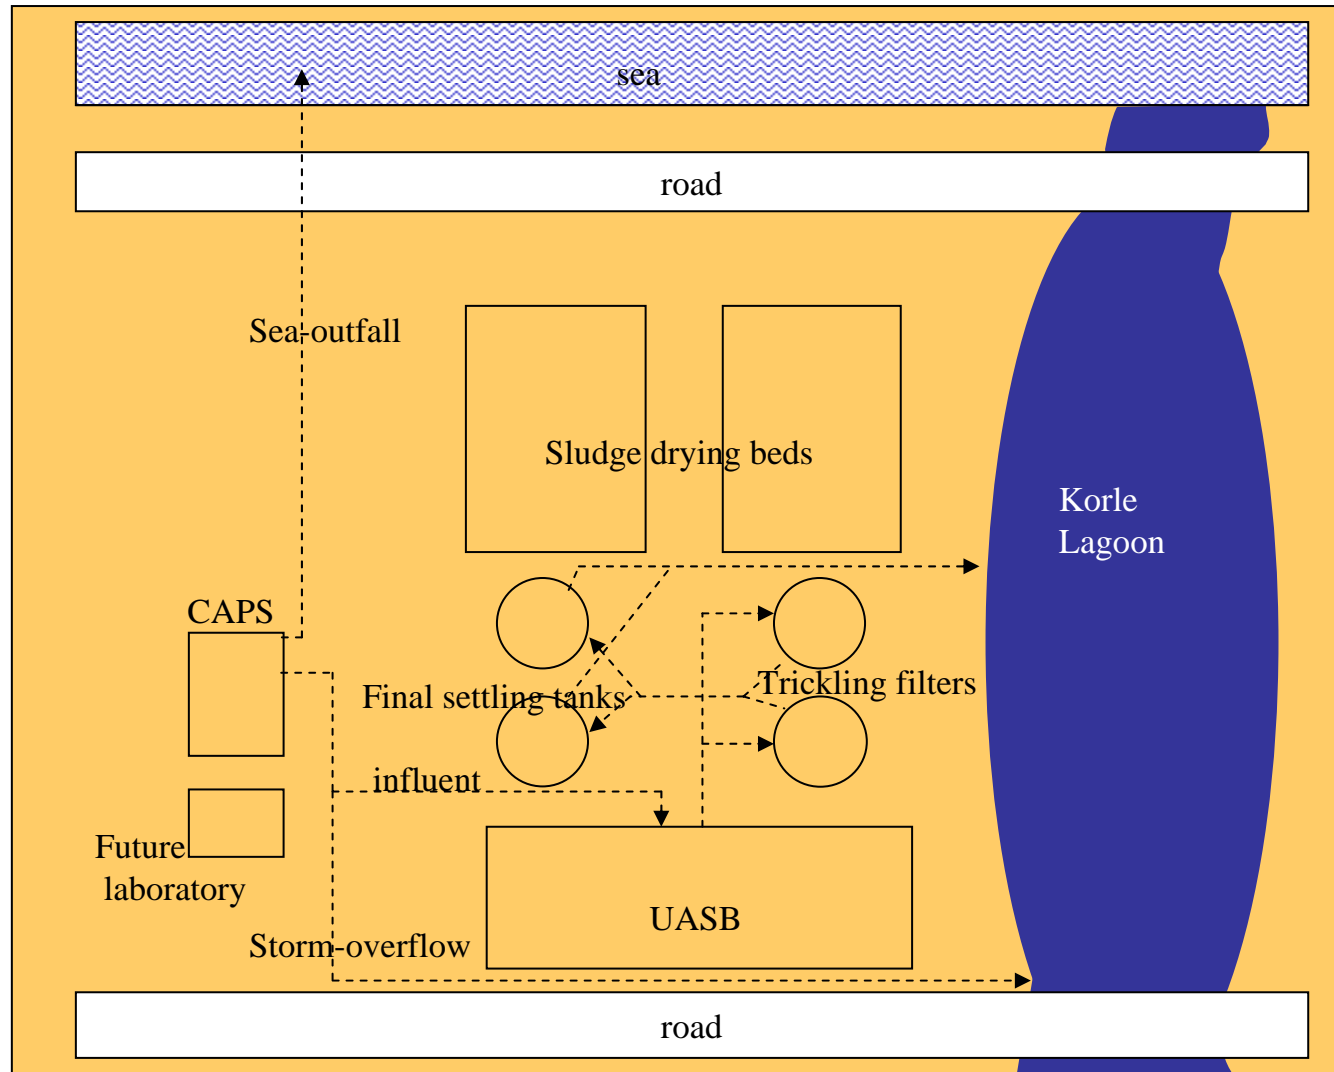 sea
road
Sea-outfall
Sludge drying beds
Korle
Lagoon
CAPS
Final settling tanks
Trickling filters
influent
Future
laboratory
UASB
Storm-overflow
road